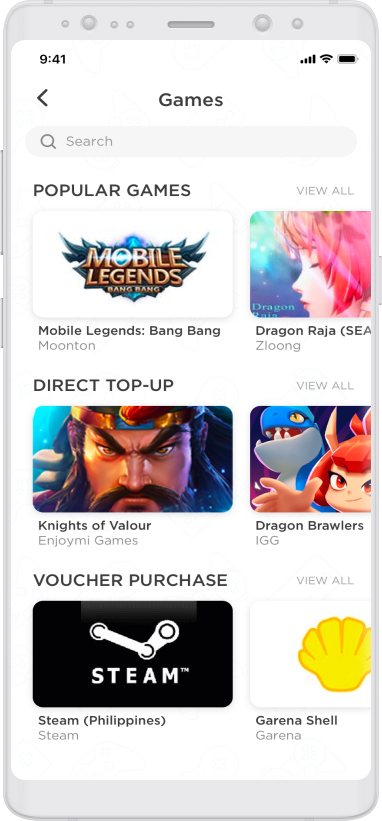 9:41
Games
Search
POPULAR GAMES
VIEW ALL
MOBILE
LEGENDS
BANG BANG
Dragon
Raja (SEA
Mobile Legends: Bang Bang
Moonton
Dragon Raja (SEA
Zloong
DIRECT TOP-UP
VIEW ALL
Knights of Valour
Enjoymi Games
Dragon Brawlers
IGG
VOUCHER PURCHASE
VIEW ALL
STEAM™
Steam (Philippines)
Steam
Garena Shell
Garena